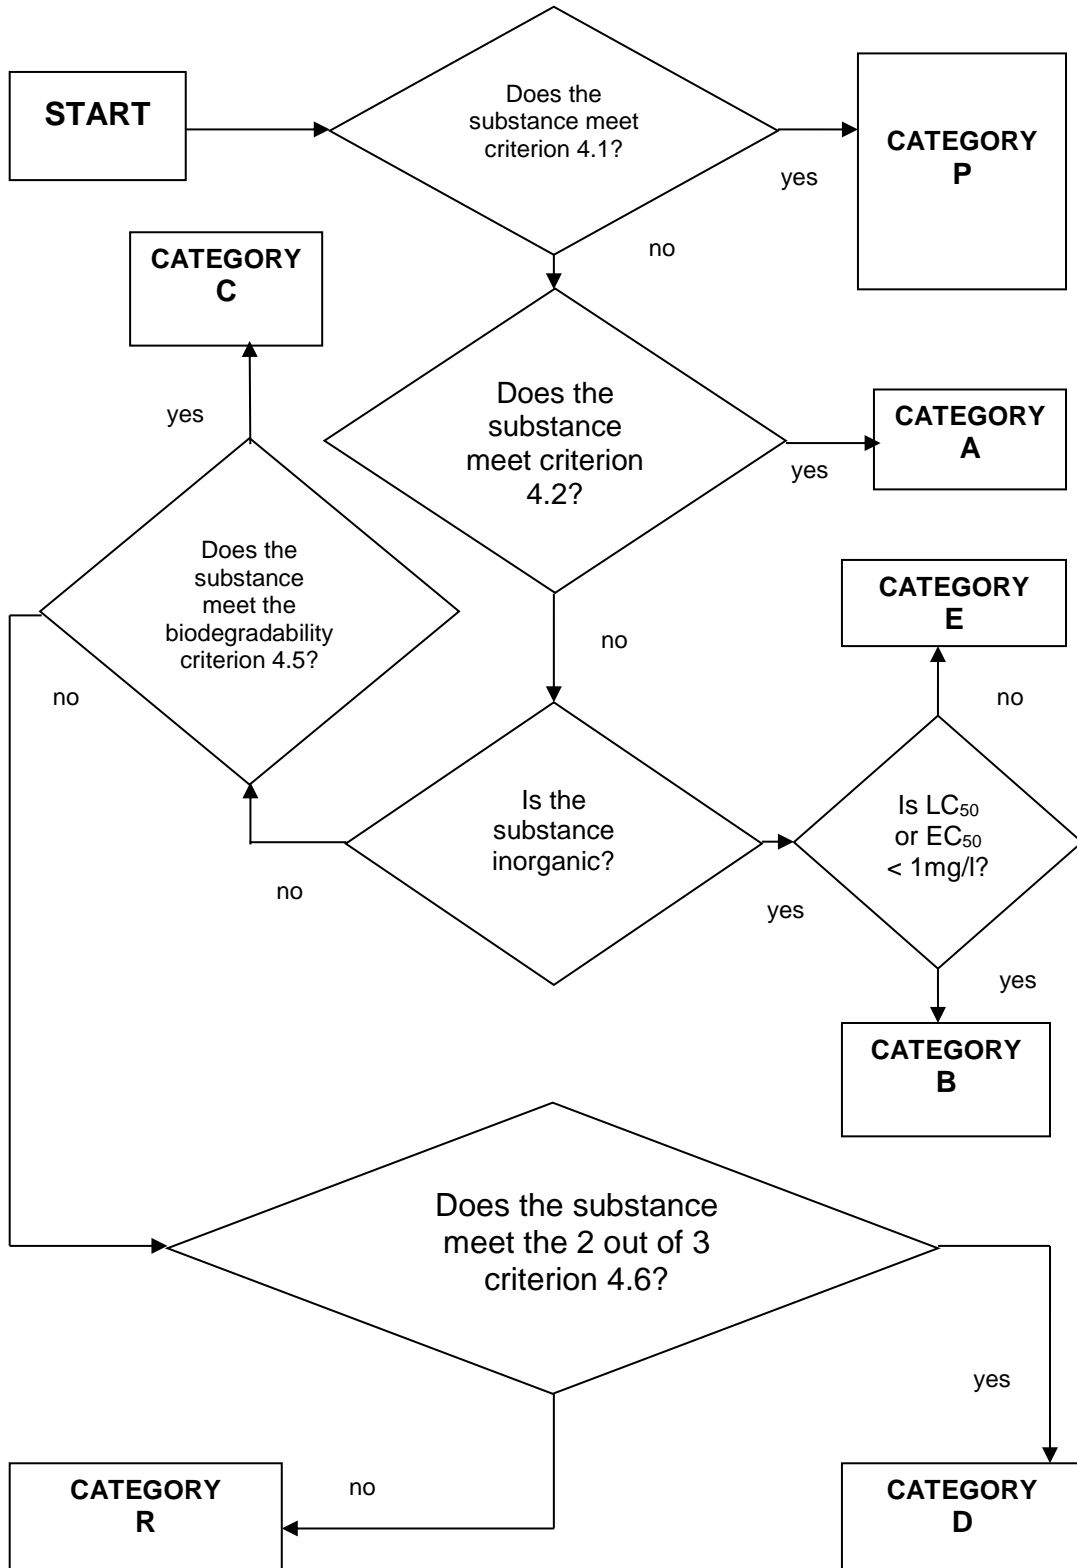 START
Does the
substance meet
criterion 4.1?
yes
CATEGORY
P
no
CATEGORY
C
yes
Does the
substance
meet criterion
4.2?
yes
CATEGORY
A
Does the
substance
meet the
biodegradability
criterion 4.5?
no
no
CATEGORY
E
no
Is the
substance
inorganic?
no
yes
Is LC50
or EC50
< 1mg/l?
yes
CATEGORY
B
Does the substance
meet the 2 out of 3
criterion 4.6?
yes
no
CATEGORY
R
CATEGORY
D